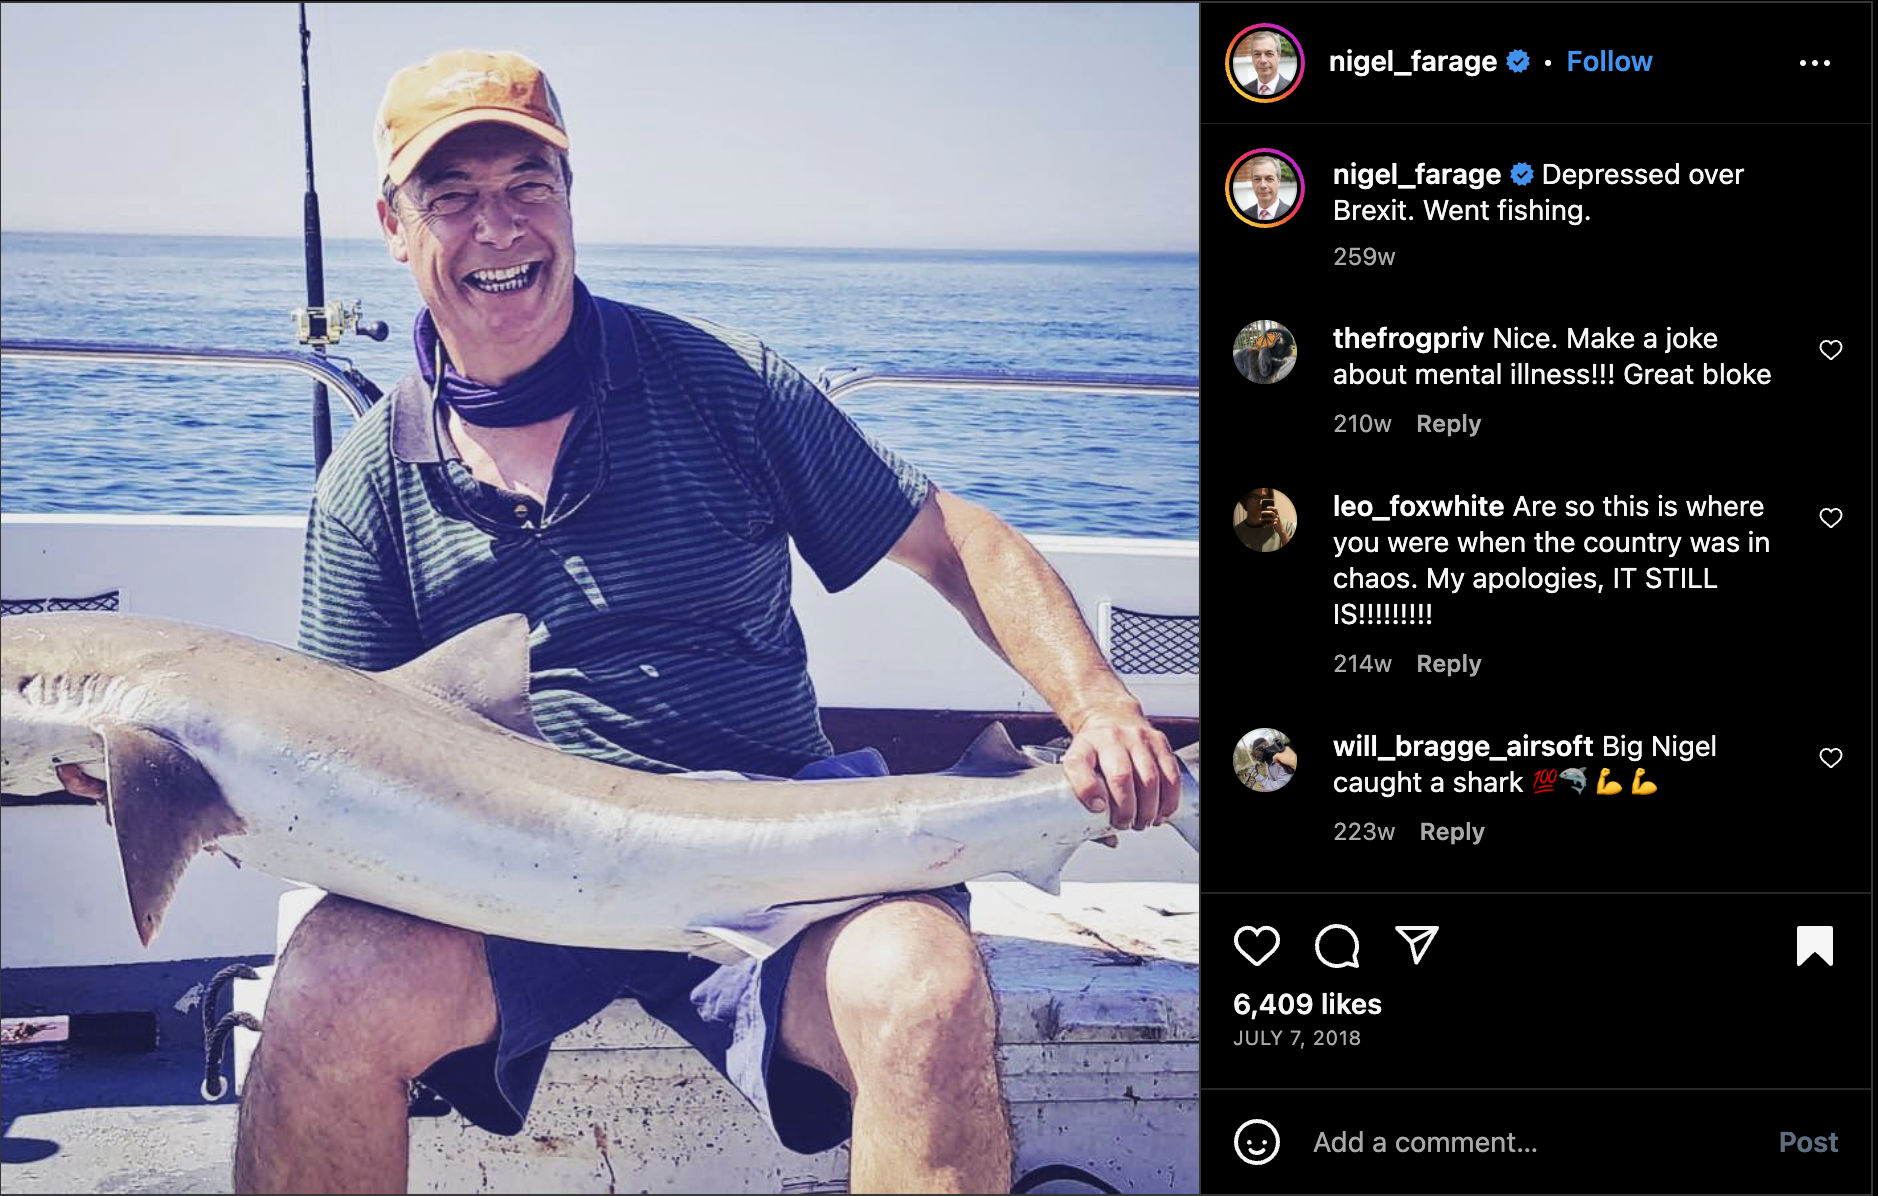 nigel_farage • Follow
nigel_farage Depressed over
Brexit. Went fishing.
259w
thefrogpriv Nice. Make a joke
about mental illness!!! Great bloke
210w Reply
leo_foxwhite Are so this is where
you were when the country was in
chaos. My apologies, IT STILL
IS!!!!!!!!!
214w Reply
will_bragge_airsoft Big Nigel
caught a shark 💯🦈💪💪
223w Reply
6,409 likes
JULY 7, 2018
Add a comment...
Post